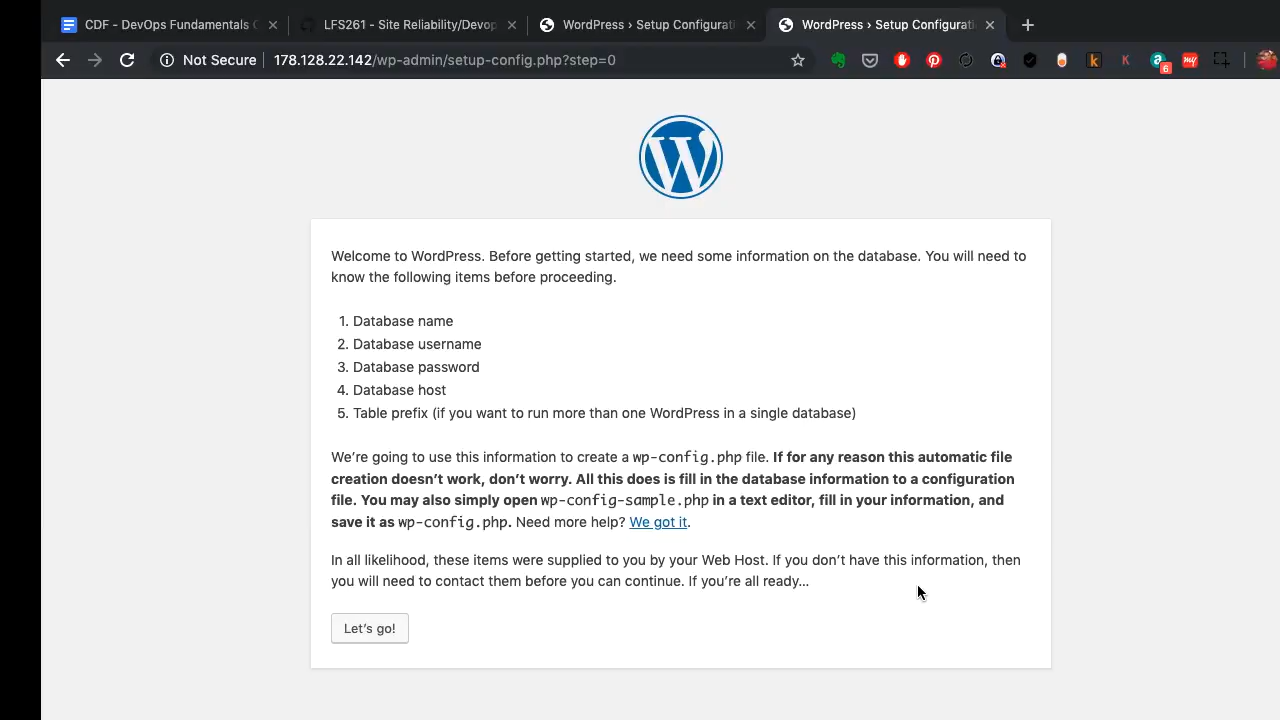 CDF - DevOps Fundamentals
LFS261 - Site Reliability/Devop
WordPress › Setup Configurati
WordPress › Setup Configurati
Not Secure
178.128.22.142/wp-admin/setup-config.php?step=0
6
Welcome to WordPress. Before getting started, we need some information on the database. You will need to
know the following items before proceeding.
1. Database name
2. Database username
3. Database password
4. Database host
5. Table prefix (if you want to run more than one WordPress in a single database)
We’re going to use this information to create a wp-config.php file. If for any reason this automatic file
creation doesn’t work, don’t worry. All this does is fill in the database information to a configuration
file. You may also simply open wp-config-sample.php in a text editor, fill in your information, and
save it as wp-config.php. Need more help? We got it.
In all likelihood, these items were supplied to you by your Web Host. If you don’t have this information, then
you will need to contact them before you can continue. If you’re all ready…
Let’s go!